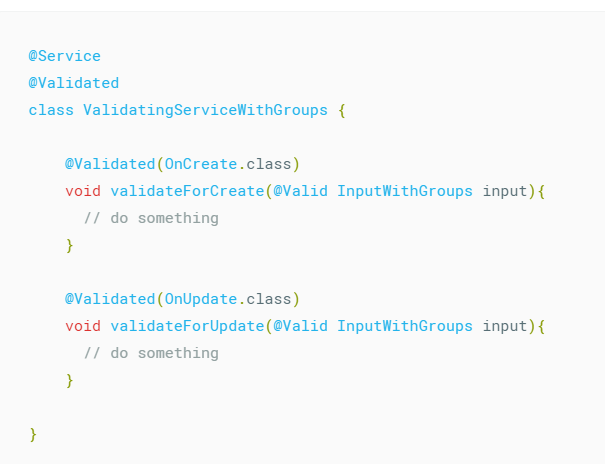 @Service
@Validated
class ValidatingServiceWithGroups {
@Validated(OnCreate.class)
void validateForCreate(@Valid InputWithGroups input){
// do something
}
@Validated(OnUpdate.class)
void validateForUpdate(@Valid InputWithGroups input){
// do something
}
}